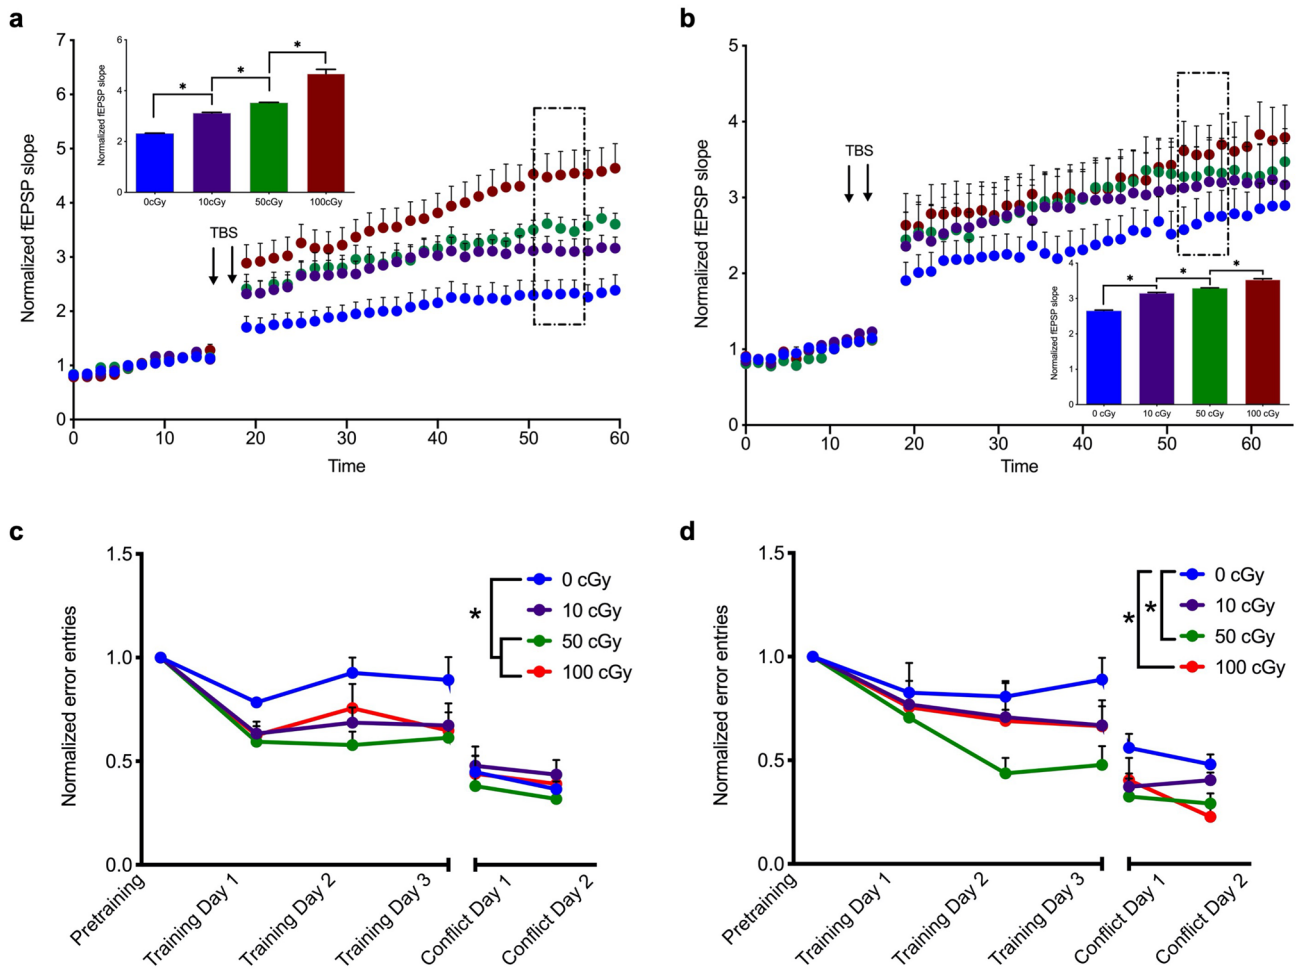 a
7
6
5
4
3
2
1
0
Normalized fEPSP slope
0
20
30
40
50
60
Time
TBS
6
4
2
0
Normalized fEPSP slope
*
*
*
0cGy
10cGy
50cGy
100cGy
b
5
4
3
2
1
0
Normalized fEPSP slope
0
10
20
30
40
50
60
Time
TBS
4
3
2
1
0
Normalized fEPSP slope
*
*
*
0 cGy
10 cGy
50 cGy
100 cGy
c
1.5
1.0
0.5
0.0
Normalized error entries
Pretraining
Training Day 1
Training Day 2
Training Day 3
Conflict Day 1
Conflict Day 2
*
0 cGy
10 cGy
50 cGy
100 cGy
d
1.5
1.0
0.5
0.0
Normalized error entries
Pretraining
Training Day 1
Training Day 2
Training Day 3
Conflict Day 1
Conflict Day 2
*
*
0 cGy
10 cGy
50 cGy
100 cGy